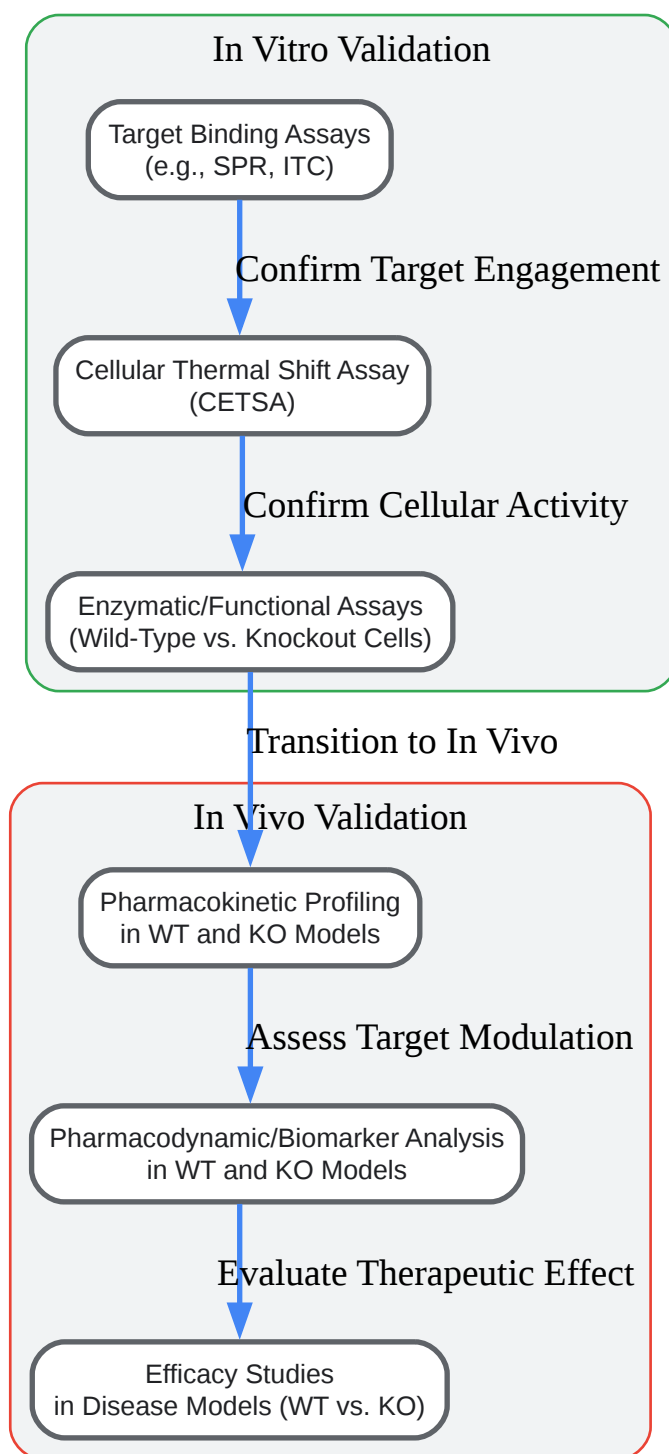 In Vitro Validation
Target Binding Assays
(e.g., SPR, ITC)
Confirm Target Engagement
Cellular Thermal Shift Assay
(CETSA)
Confirm Cellular Activity
Enzymatic/Functional Assays
(Wild-Type vs. Knockout Cells)
Transition to In Vivo
In Vivo Validation
Pharmacokinetic Profiling
in WT and KO Models
Assess Target Modulation
Pharmacodynamic/Biomarker Analysis
in WT and KO Models
Evaluate Therapeutic Effect
Efficacy Studies
in Disease Models (WT vs. KO)